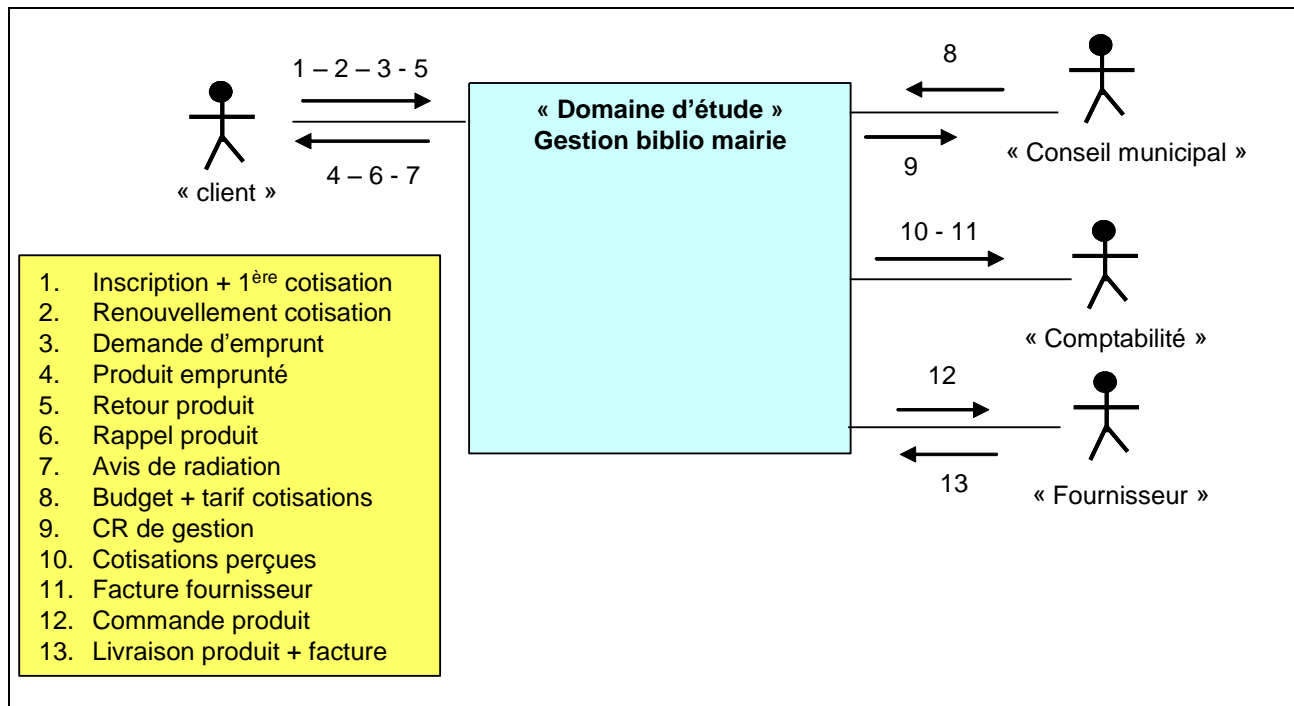 1 – 2 – 3 - 5
4 – 6 - 7
« client »
« Domaine d'étude »
Gestion biblio mairie
8
9
« Conseil municipal »
10 - 11
« Comptabilité »
12
13
« Fournisseur »
1. Inscription + 1ère cotisation
2. Renouvellement cotisation
3. Demande d'emprunt
4. Produit emprunté
5. Retour produit
6. Rappel produit
7. Avis de radiation
8. Budget + tarif cotisations
9. CR de gestion
10. Cotisations perçues
11. Facture fournisseur
12. Commande produit
13. Livraison produit + facture